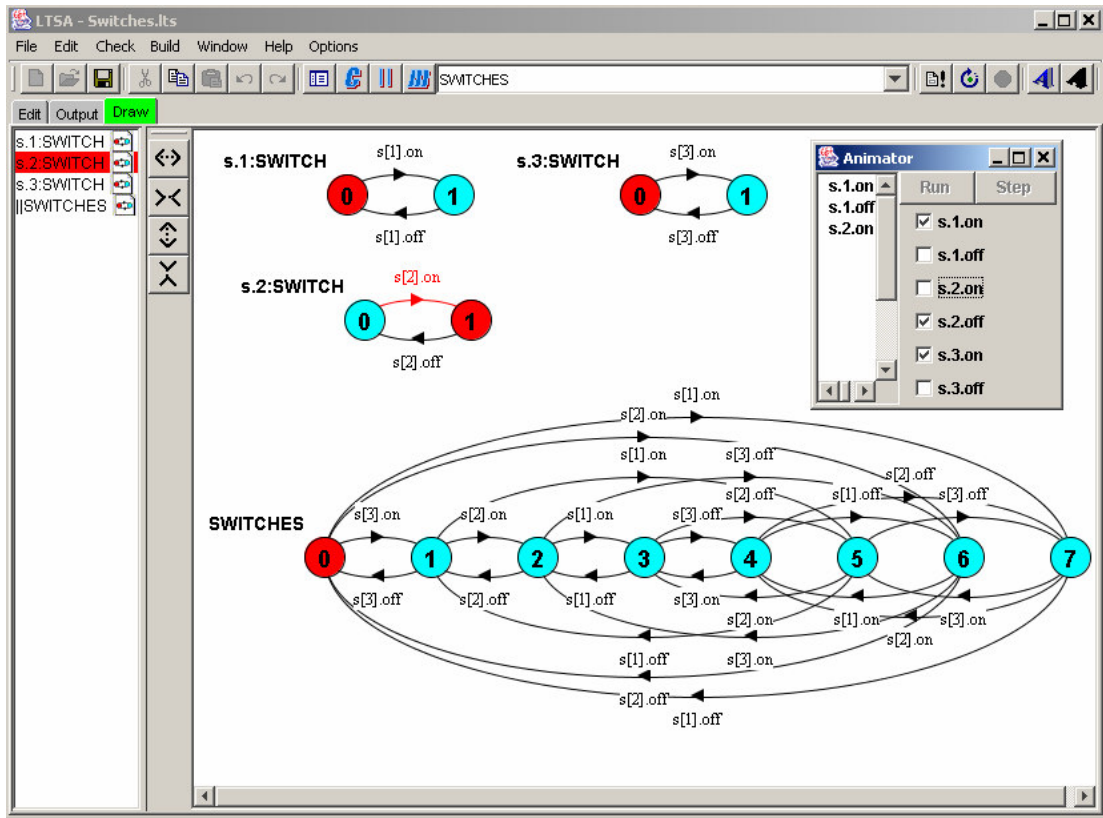 LTSA - Switches.lts
File Edit Check Build Window Help Options
SWITCHES
Edit Output Draw
s.1:SWITCH
s.2:SWITCH
s.3:SWITCH
||SWITCHES
s.1:SWITCH
s[1].on
0 1
s[1].off
s.3:SWITCH
s[3].on
0 1
s[3].off
s.2:SWITCH
s[2].on
0 1
s[2].off
Animator
s.1.on
s.1.off
s.2.on
Run Step
s.1.on
s.1.off
s.2.on
s.2.off
s.3.on
s.3.off
s[1].on
s[2].on
s[1].on s[3].off
s[2].off
s[2].off s[1].off s[3].off
s[3].on s[2].on s[1].on s[3].off
SWITCHES
0 1 2 3 4 5 6 7
s[3].off s[2].off s[1].off s[3].on
s[2].on s[1].on s[3].on
s[2].on
s[1].off s[3].on
s[2].off
s[1].off